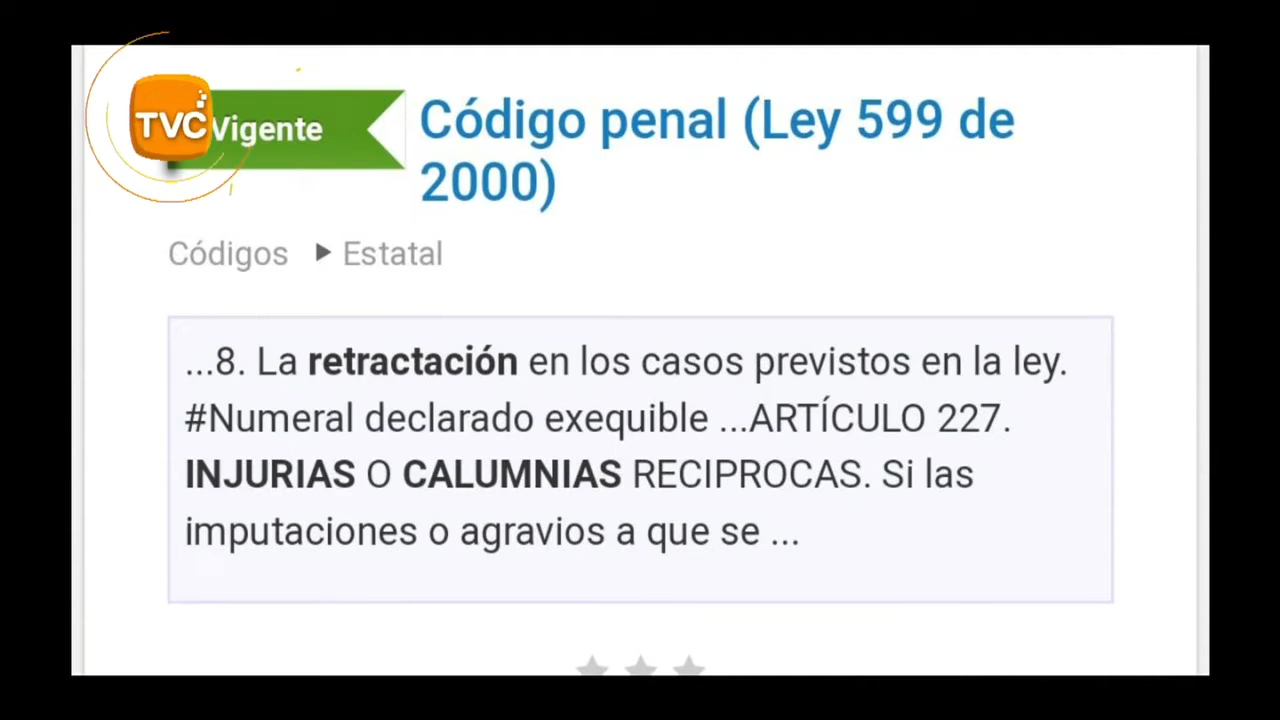 TVC
Vigente
Código penal (Ley 599 de
2000)
Códigos ▶ Estatal
...8. La retractación en los casos previstos en la ley.
#Numeral declarado exequible ...ARTÍCULO 227.
INJURIAS O CALUMNIAS RECIPROCAS. Si las
imputaciones o agravios a que se ...